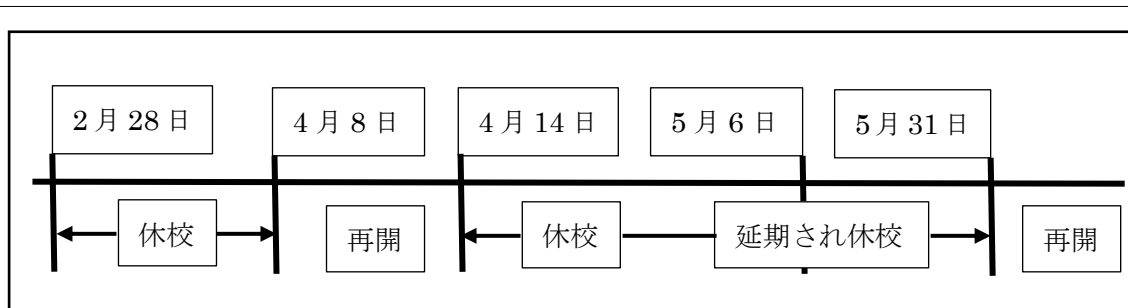 2月28日 4月8日 4月14日 5月6日 5月31日
休校 再開 休校 延期され休校 再開